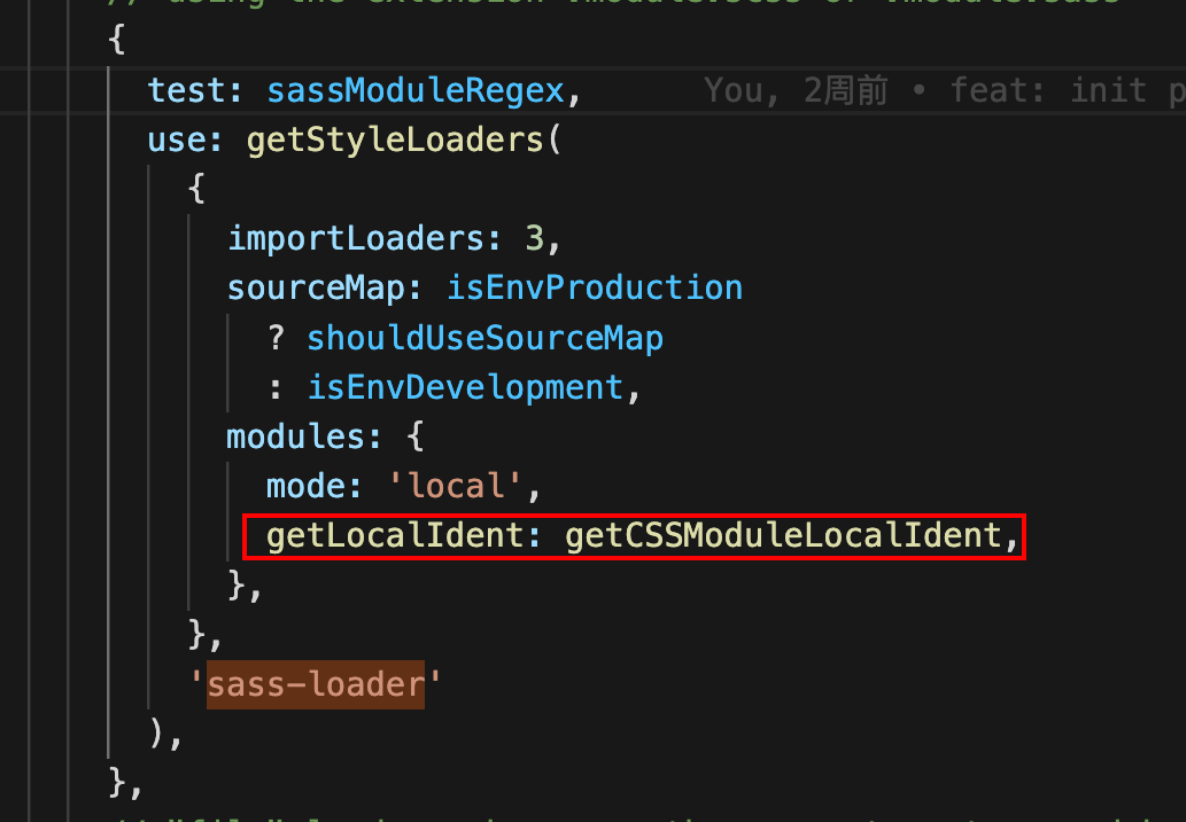 // using the extension .module.scss or .module.sass
{
test: sassModuleRegex, You, 2周前 • feat: init p
use: getStyleLoaders(
{
importLoaders: 3,
sourceMap: isEnvProduction
? shouldUseSourceMap
: isEnvDevelopment,
modules: {
mode: 'local',
getLocalIdent: getCSSModuleLocalIdent,
},
},
'sass-loader'
),
},